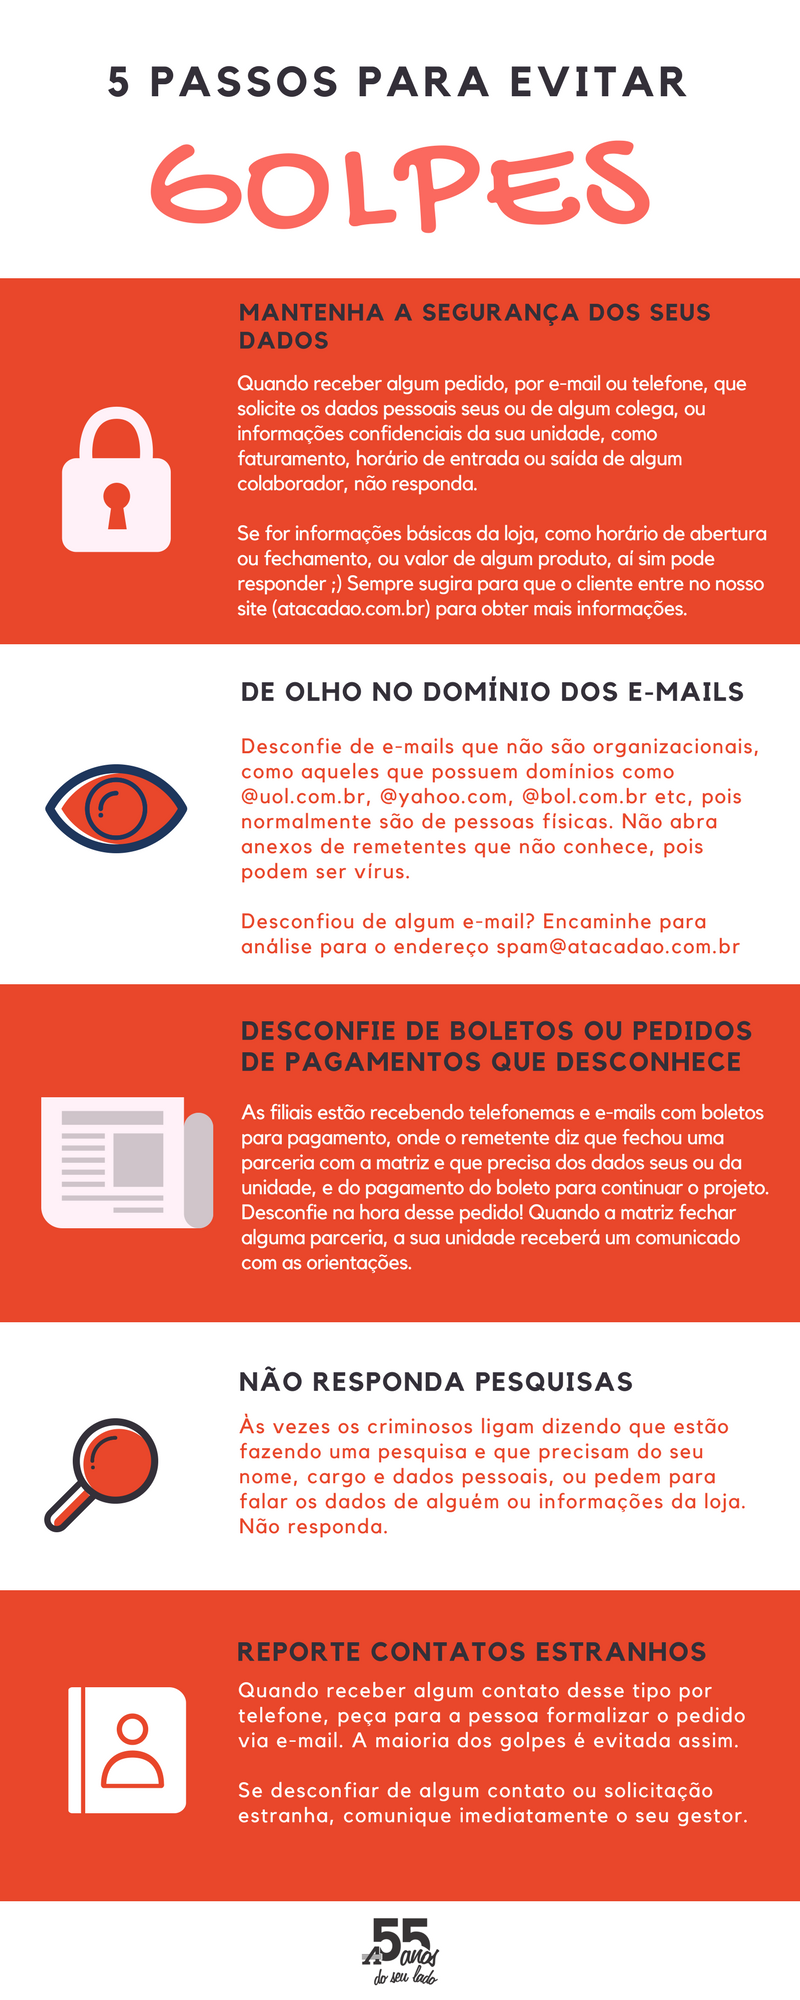 5 PASSOS PARA EVITAR
GOLPES
MANTENHA A SEGURANÇA DOS SEUS
DADOS
Quando receber algum pedido, por e-mail ou telefone, que
solicite os dados pessoais seus ou de algum colega, ou
informações confidenciais da sua unidade, como
faturamento, horário de entrada ou saída de algum
colaborador, não responda.
Se for informações básicas da loja, como horário de abertura
ou fechamento, ou valor de algum produto, aí sim pode
responder ;) Sempre sugira para que o cliente entre no nosso
site (atacadao.com.br) para obter mais informações.
DE OLHO NO DOMÍNIO DOS E-MAILS
Desconfie de e-mails que não são organizacionais,
como aqueles que possuem domínios como
@uol.com.br, @yahoo.com, @bol.com.br etc, pois
normalmente são de pessoas físicas. Não abra
anexos de remetentes que não conhece, pois
podem ser vírus.
Desconfiou de algum e-mail? Encaminhe para
análise para o endereço spam@atacadao.com.br
DESCONFIE DE BOLETOS OU PEDIDOS
DE PAGAMENTOS QUE DESCONHECE
As filiais estão recebendo telefonemas e e-mails com boletos
para pagamento, onde o remetente diz que fechou uma
parceria com a matriz e que precisa dos dados seus ou da
unidade, e do pagamento do boleto para continuar o projeto.
Desconfie na hora desse pedido! Quando a matriz fechar
alguma parceria, a sua unidade receberá um comunicado
com as orientações.
NÃO RESPONDA PESQUISAS
Às vezes os criminosos ligam dizendo que estão
fazendo uma pesquisa e que precisam do seu
nome, cargo e dados pessoais, ou pedem para
falar os dados de alguém ou informações da loja.
Não responda.
REPORTE CONTATOS ESTRANHOS
Quando receber algum contato desse tipo por
telefone, peça para a pessoa formalizar o pedido
via e-mail. A maioria dos golpes é evitada assim.
Se desconfiar de algum contato ou solicitação
estranha, comunique imediatamente o seu gestor.
55
A anos
do seu lado